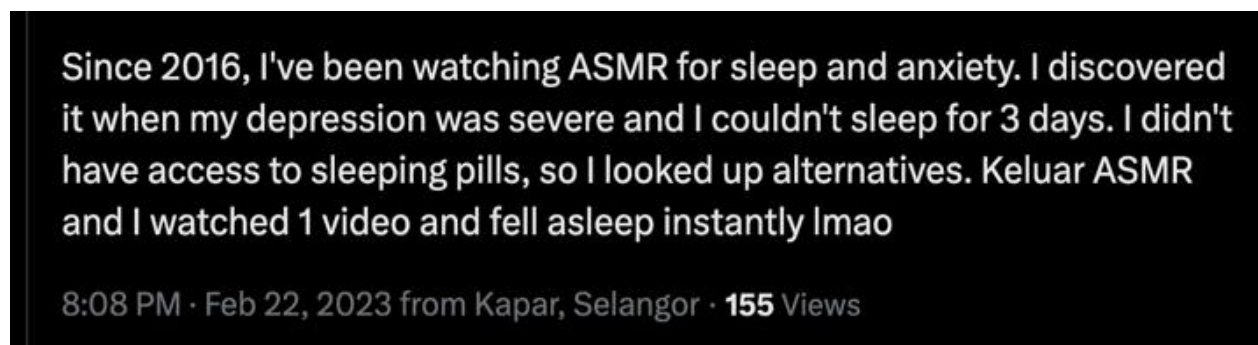 Since 2016, I've been watching ASMR for sleep and anxiety. I discovered
it when my depression was severe and I couldn't sleep for 3 days. I didn't
have access to sleeping pills, so I looked up alternatives. Keluar ASMR
and I watched 1 video and fell asleep instantly lmao
8:08 PM · Feb 22, 2023 from Kapar, Selangor · 155 Views